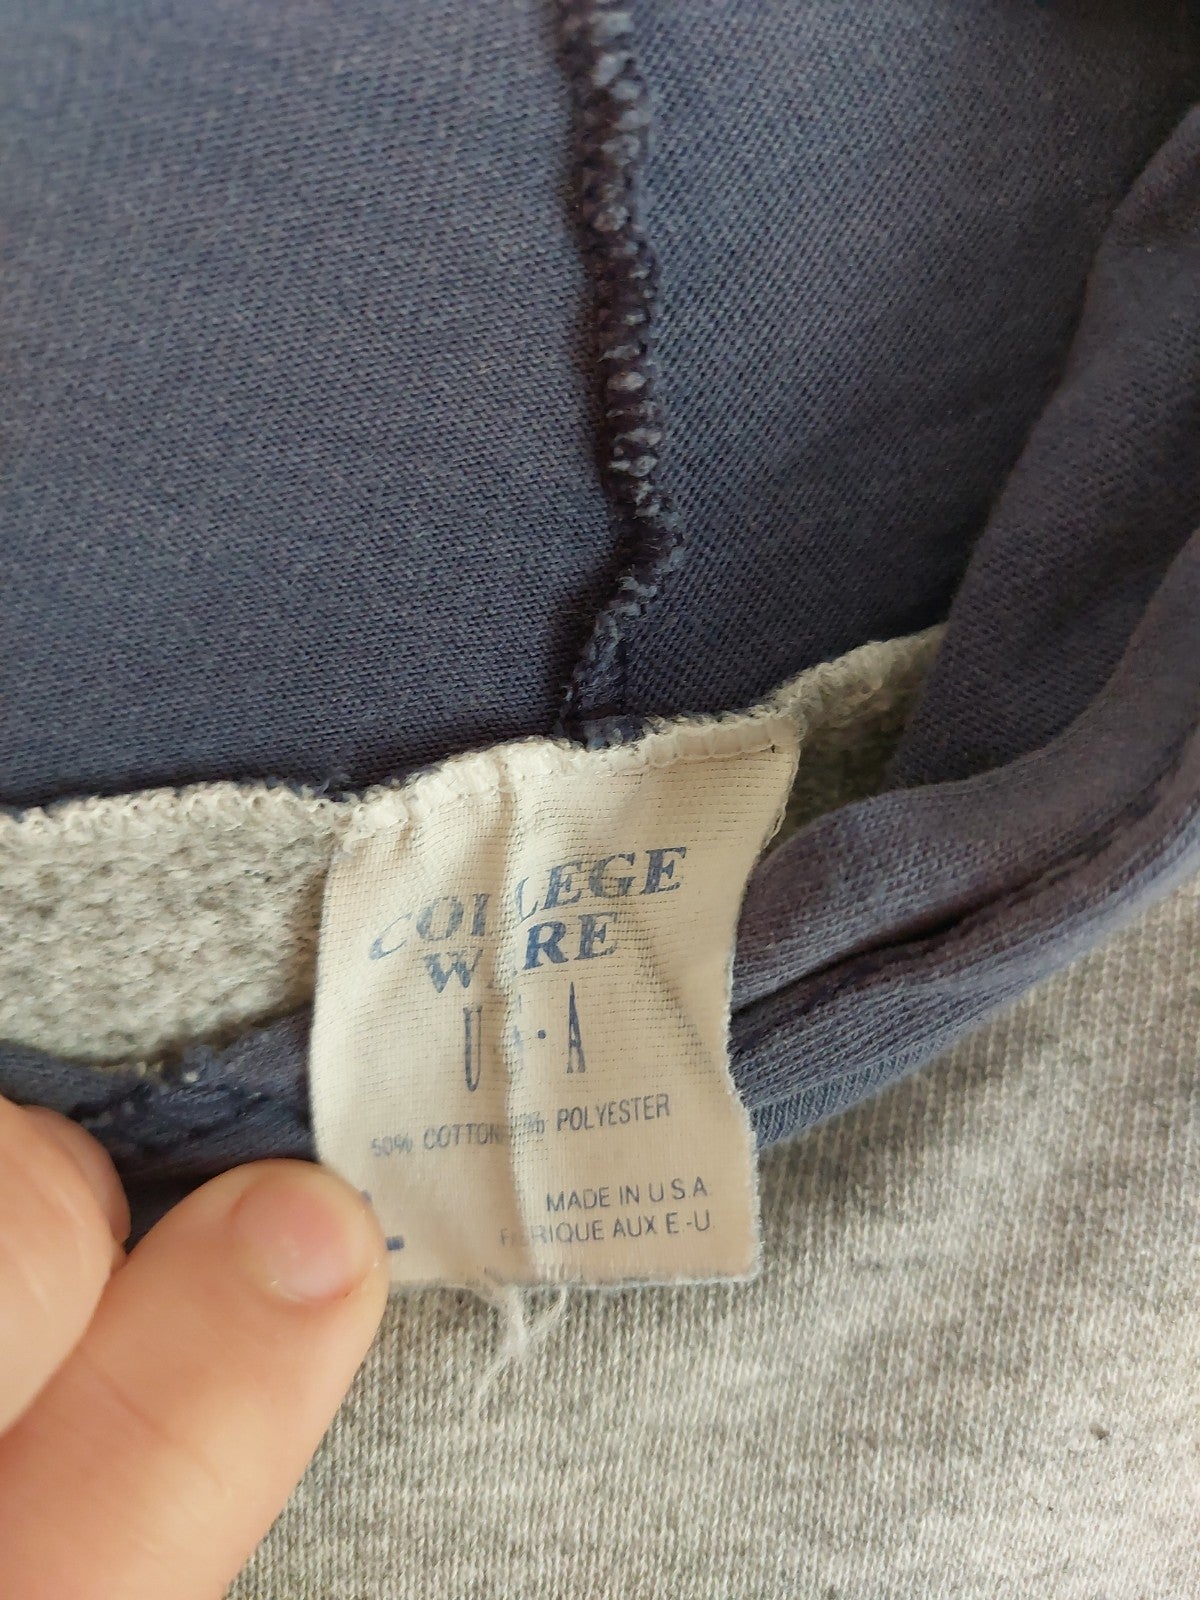 COLLEGE
WARE
U·S·A
50% COTTON % POLYESTER
L
MADE IN U.S.A
FABRIQUE AUX E-U